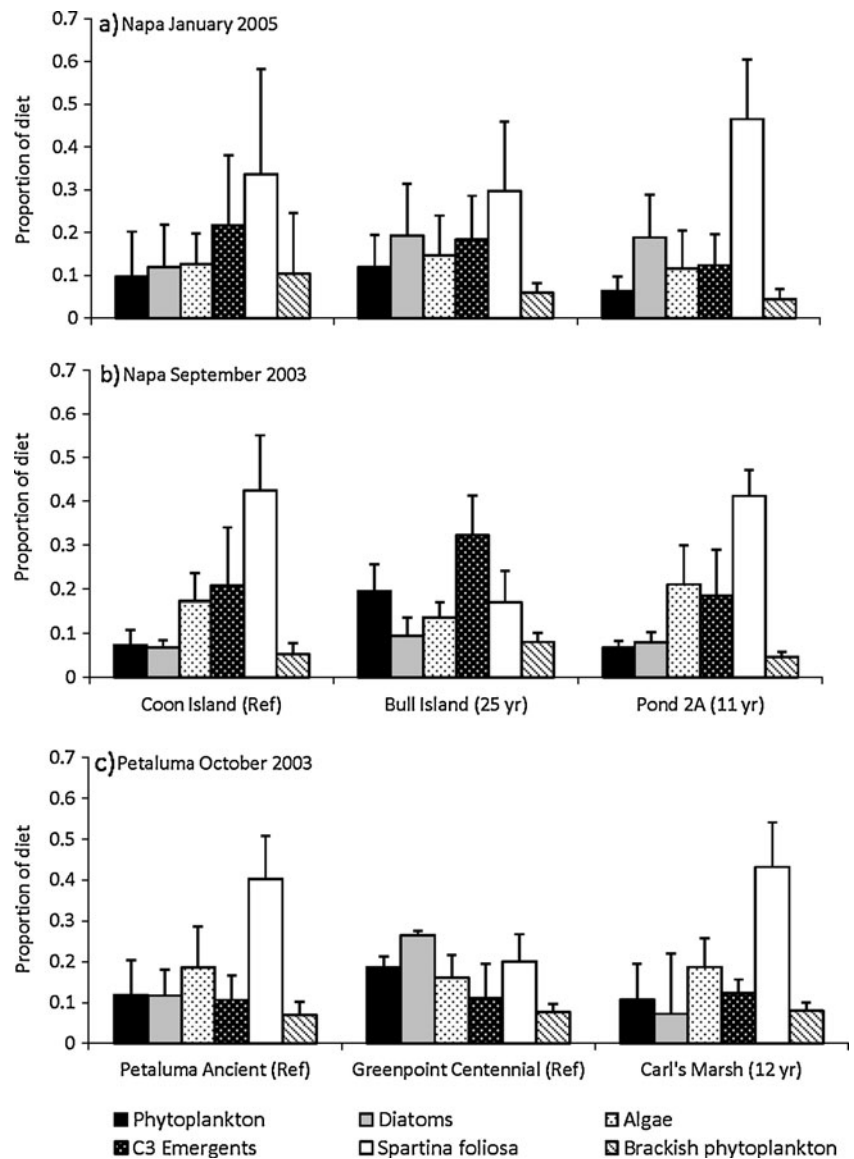 a) Napa January 2005
Proportion of diet
0.7
0.6
0.5
0.4
0.3
0.2
0.1
0
b) Napa September 2003
Proportion of diet
0.7
0.6
0.5
0.4
0.3
0.2
0.1
0
Coon Island (Ref) Bull Island (25 yr) Pond 2A (11 yr)
c) Petaluma October 2003
Proportion of diet
0.7
0.6
0.5
0.4
0.3
0.2
0.1
0
Petaluma Ancient (Ref) Greenpoint Centennial (Ref) Carl's Marsh (12 yr)
Phytoplankton Diatoms Algae
C3 Emergents Spartina foliosa Brackish phytoplankton